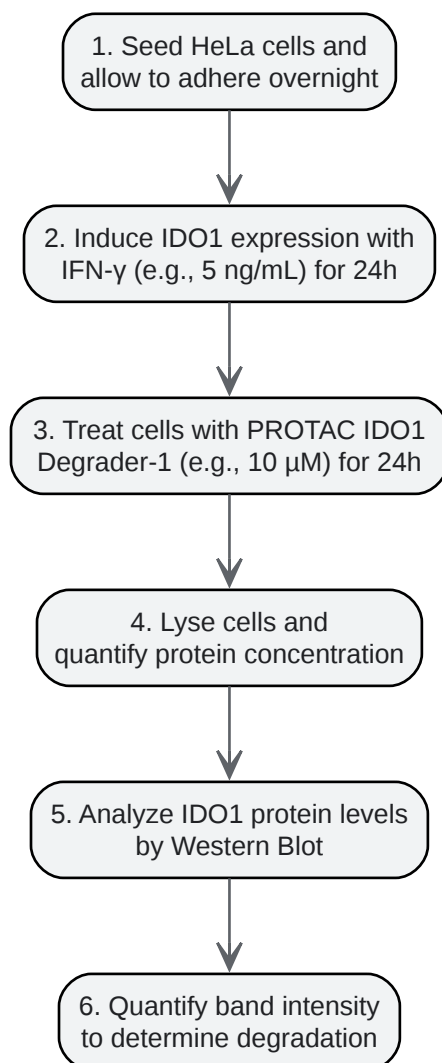 1. Seed HeLa cells and
allow to adhere overnight
2. Induce IDO1 expression with
IFN-γ (e.g., 5 ng/mL) for 24h
3. Treat cells with PROTAC IDO1
Degrader-1 (e.g., 10 μM) for 24h
4. Lyse cells and
quantify protein concentration
5. Analyze IDO1 protein levels
by Western Blot
6. Quantify band intensity
to determine degradation